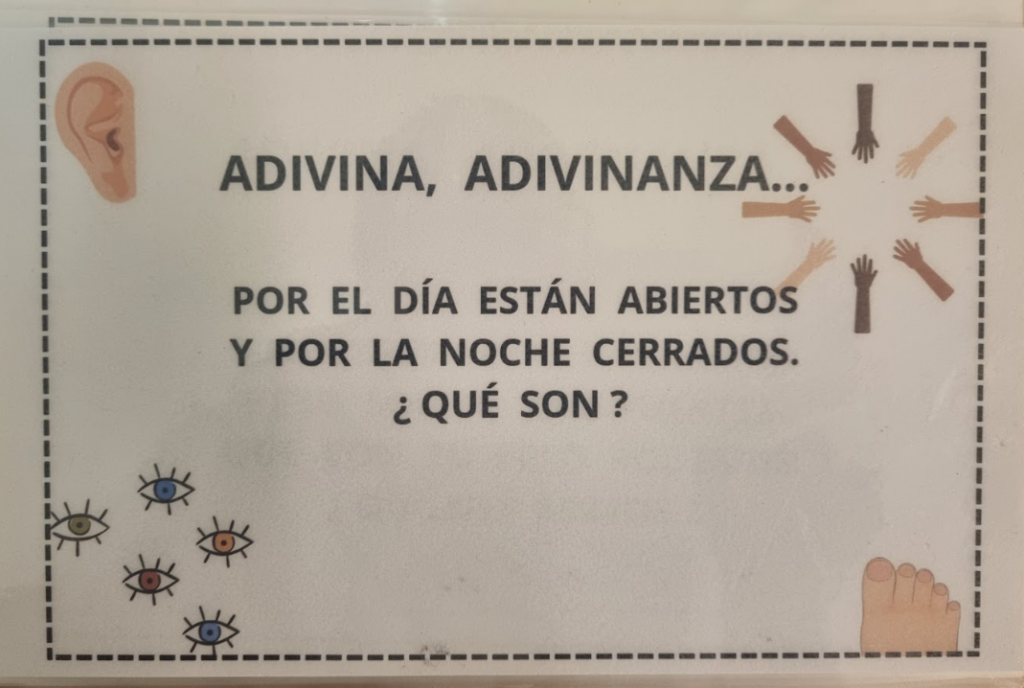 ADIVINA, ADIVINANZA...
POR EL DÍA ESTÁN ABIERTOS
Y POR LA NOCHE CERRADOS.
¿ QUÉ SON ?